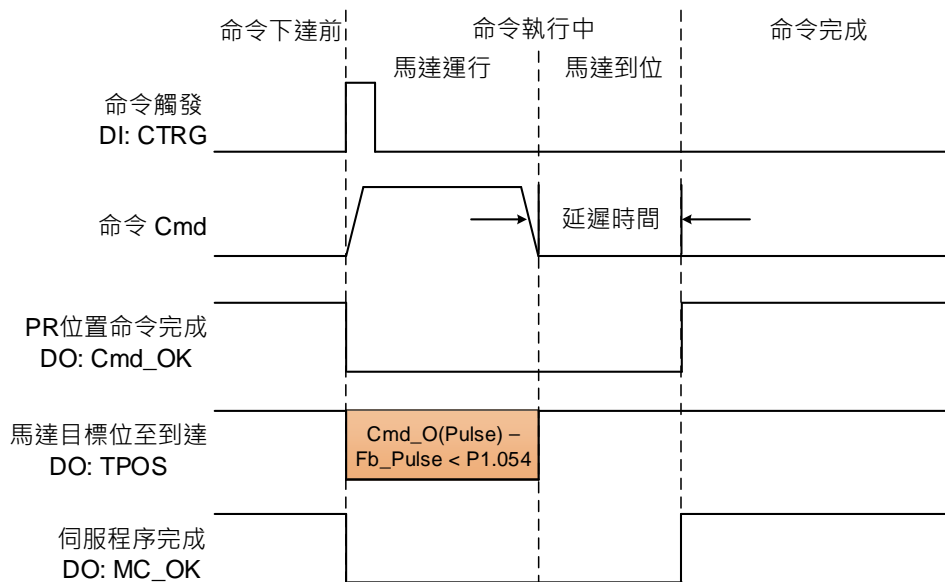 命令下達前
命令執行中
命令完成
馬達運行
馬達到位
命令觸發
DI: CTRG
命令 Cmd
延遲時間
PR位置命令完成
DO: Cmd_OK
馬達目標位至到達
DO: TPOS
Cmd_O(Pulse) –
Fb_Pulse < P1.054
伺服程序完成
DO: MC_OK